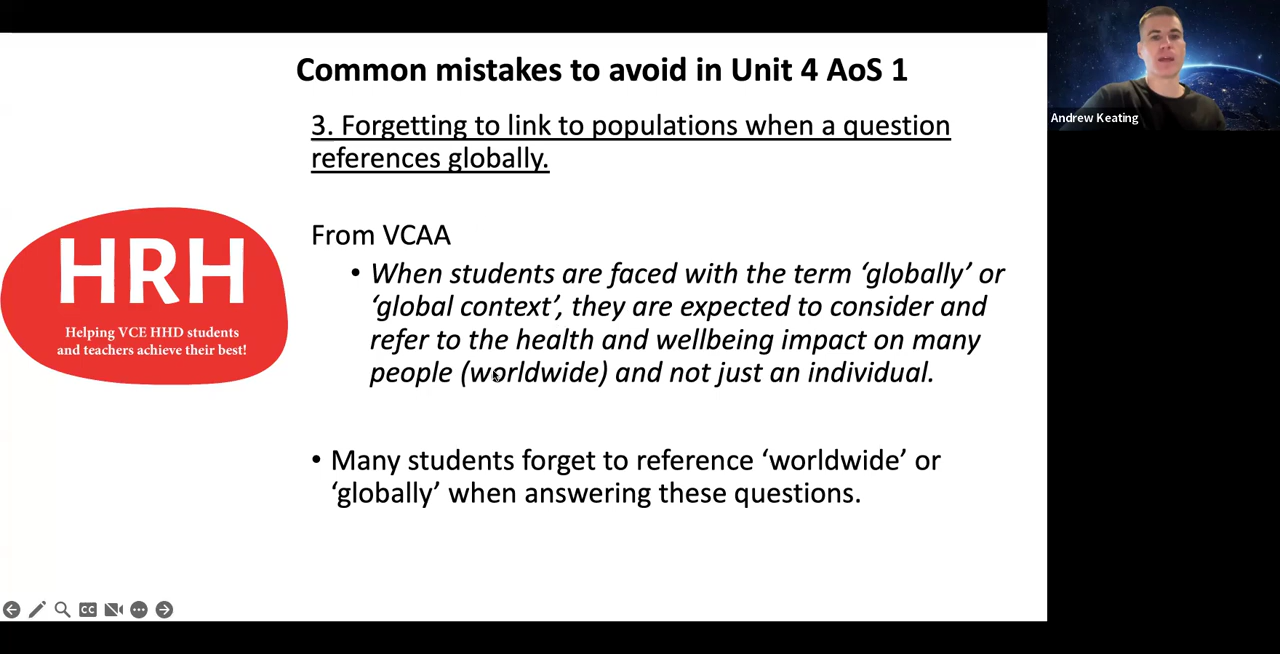 Common mistakes to avoid in Unit 4 AoS 1
3. Forgetting to link to populations when a question
references globally.
From VCAA
• When students are faced with the term ‘globally’ or
‘global context’, they are expected to consider and
refer to the health and wellbeing impact on many
people (worldwide) and not just an individual.
• Many students forget to reference ‘worldwide’ or
‘globally’ when answering these questions.
HRH
Helping VCE HHD students
and teachers achieve their best!
CC
Andrew Keating